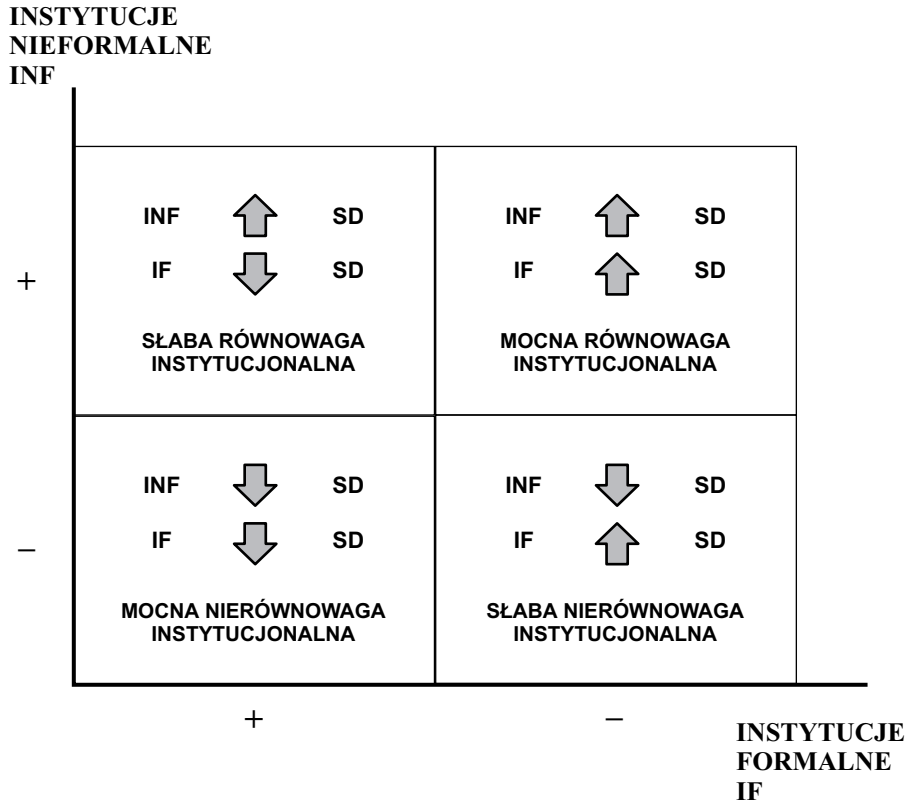 INSTYTUCJE
NIEFORMALNE
INF
INF SD
IF SD
SŁABA RÓWNOWAGA
INSTYTUCJONALNA
INF SD
IF SD
MOCNA RÓWNOWAGA
INSTYTUCJONALNA
+
INF SD
IF SD
MOCNA NIERÓWNOWAGA
INSTYTUCJONALNA
INF SD
IF SD
SŁABA NIERÓWNOWAGA
INSTYTUCJONALNA
–
+ –
INSTYTUCJE
FORMALNE
IF